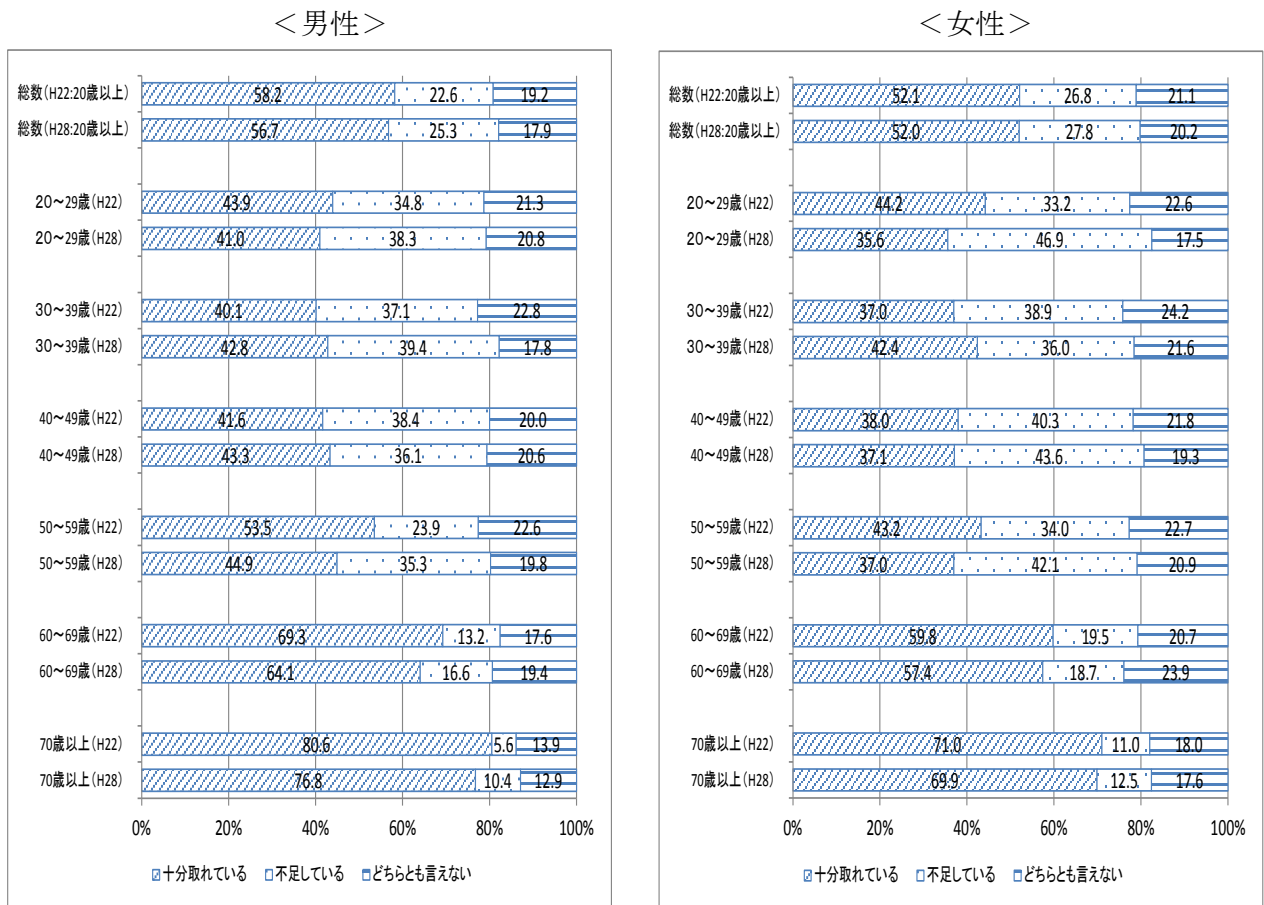 ＜男性＞
総数(H22:20歳以上) 58.2 22.6 19.2
総数(H28:20歳以上) 56.7 25.3 17.9
20～29歳(H22) 43.9 34.8 21.3
20～29歳(H28) 41.0 38.3 20.8
30～39歳(H22) 40.1 37.1 22.8
30～39歳(H28) 42.8 39.4 17.8
40～49歳(H22) 41.6 38.4 20.0
40～49歳(H28) 43.3 36.1 20.6
50～59歳(H22) 53.5 23.9 22.6
50～59歳(H28) 44.9 35.3 19.8
60～69歳(H22) 69.3 13.2 17.6
60～69歳(H28) 64.1 16.6 19.4
70歳以上(H22) 80.6 5.6 13.9
70歳以上(H28) 76.8 10.4 12.9
0% 20% 40% 60% 80% 100%
十分取れている 不足している どちらとも言えない
＜女性＞
総数(H22:20歳以上) 52.1 26.8 21.1
総数(H28:20歳以上) 52.0 27.8 20.2
20～29歳(H22) 44.2 33.2 22.6
20～29歳(H28) 35.6 46.9 17.5
30～39歳(H22) 37.0 38.9 24.2
30～39歳(H28) 42.4 36.0 21.6
40～49歳(H22) 38.0 40.3 21.8
40～49歳(H28) 37.1 43.6 19.3
50～59歳(H22) 43.2 34.0 22.7
50～59歳(H28) 37.0 42.1 20.9
60～69歳(H22) 59.8 19.5 20.7
60～69歳(H28) 57.4 18.7 23.9
70歳以上(H22) 71.0 11.0 18.0
70歳以上(H28) 69.9 12.5 17.6
0% 20% 40% 60% 80% 100%
十分取れている 不足している どちらとも言えない